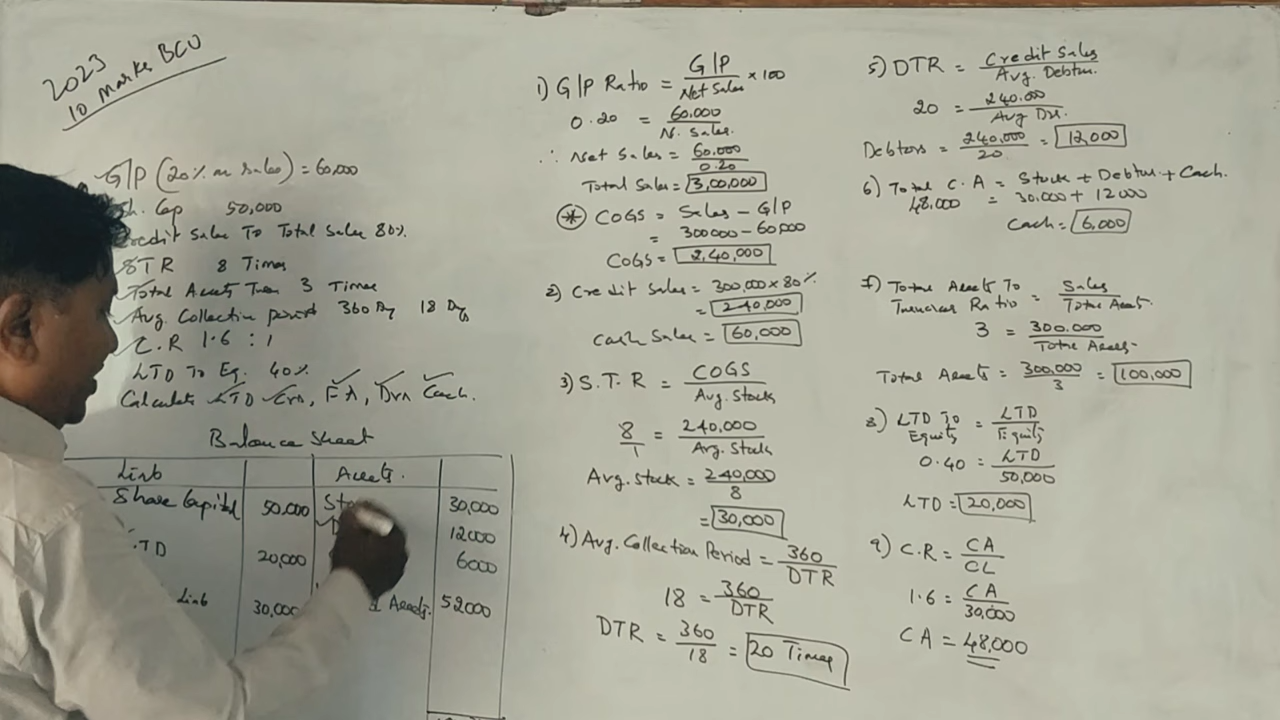 2023
10 Marks BCU
G/P (20% on sales) = 60,000
Sh. Cap 50,000
Credit Sales To Total Sales 80%
STR 8 Times
Total Assets Turn 3 Times
Avg. Collection period 360 Dy 18 Dys
C.R 1.6 : 1
LTD To Eq. 40%
Calculate LTD Crs, FA, Drs Cash.
Balance Sheet
Liab Assets.
Share Capital 50,000 30,000
TD 20,000 12000
6000
Liab 30,000 Assets. 52000
1) G/P Ratio = G/P / Net Sales × 100
0.20 = 60,000 / N. Sales.
∴ Net Sales = 60,000 / 0.20
Total Sales = 3,00,000
* COGS = Sales - G/P
= 300000 - 60,000
COGS = 2,40,000
2) Credit Sales = 300,000 × 80%
= 240,000
Cash Sales = 60,000
3) S.T.R = COGS / Avg. Stock
8/1 = 240,000 / Avg. Stock
Avg. Stock = 240,000 / 8
= 30,000
4) Avg. Collection Period = 360 / DTR
18 = 360 / DTR
DTR = 360 / 18 = 20 Times
5) DTR = Credit Sales / Avg. Debtors.
20 = 240.000 / Avg Drs.
Debtors = 240,000 / 20 = 12,000
6) Total C.A = Stock + Debtors + Cash.
48.000 = 30.000 + 12000
Cash = 6,000
7) Total Assets To Turnover Ratio = Sales / Total Assets.
3 = 300.000 / Total Assets
Total Assets = 300,000 / 3 = 100,000
8) LTD To Equity = LTD / Equity
0.40 = LTD / 50,000
LTD = 20,000
9) C.R = CA / CL
1.6 = CA / 30,000
CA = 48,000